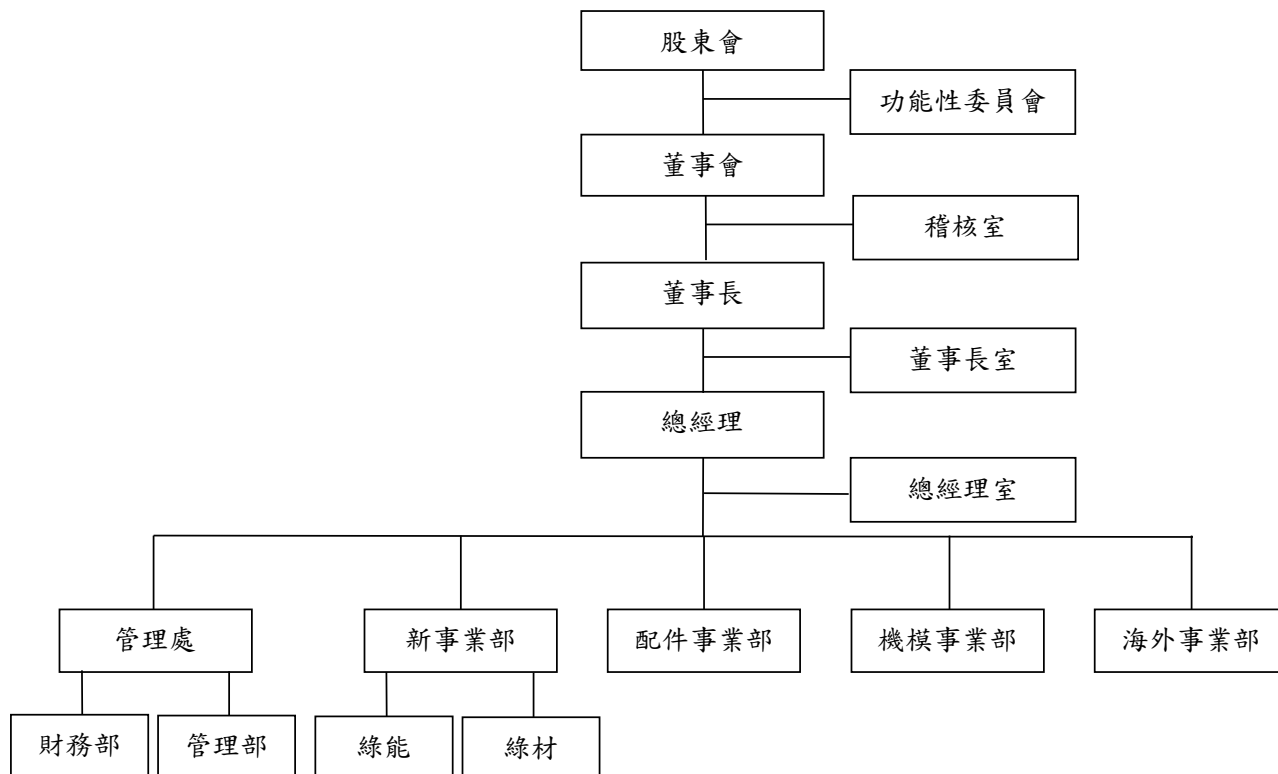 股東會
功能性委員會
董事會
稽核室
董事長
董事長室
總經理
總經理室
管理處
新事業部
配件事業部
機模事業部
海外事業部
財務部
管理部
綠能
綠材